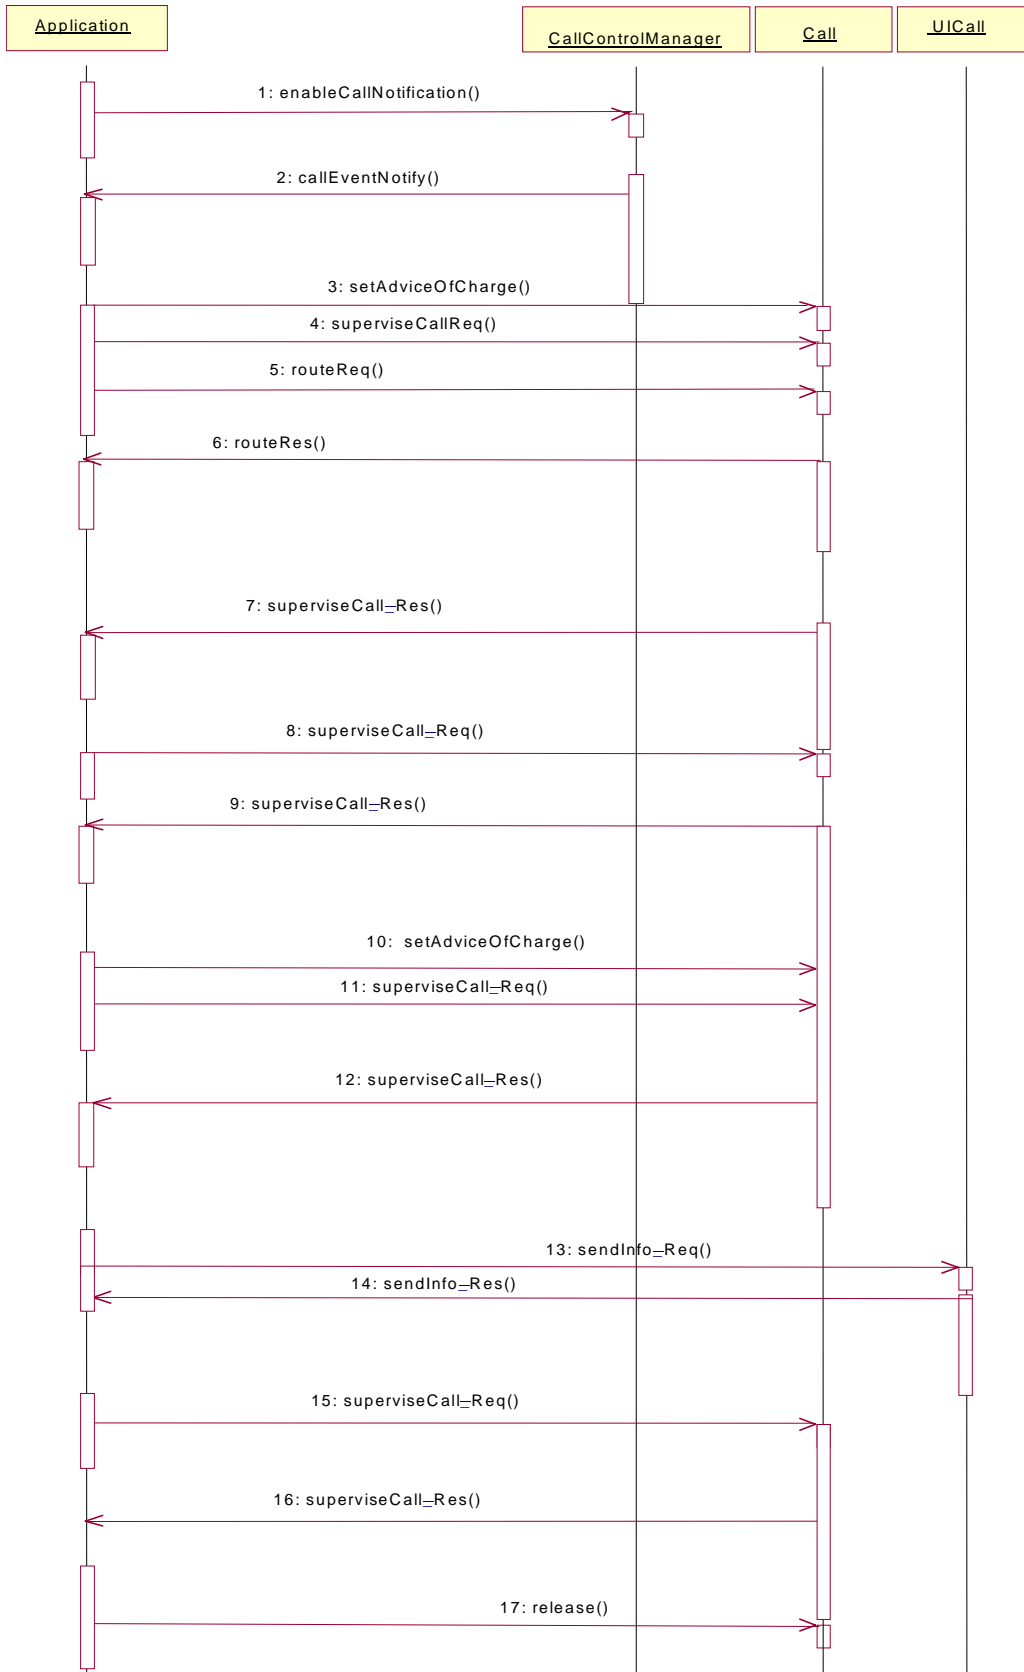 Application
CallControlManager
Call
UICall
1: enableCallNotification()
2: callEventNotify()
3: setAdviceOfCharge()
4: superviseCallReq()
5: routeReq()
6: routeRes()
7: superviseCall_Res()
8: superviseCall_Req()
9: superviseCall_Res()
10: setAdviceOfCharge()
11: superviseCall_Req()
12: superviseCall_Res()
13: sendInfo_Req()
14: sendInfo_Res()
15: superviseCall_Req()
16: superviseCall_Res()
17: release()